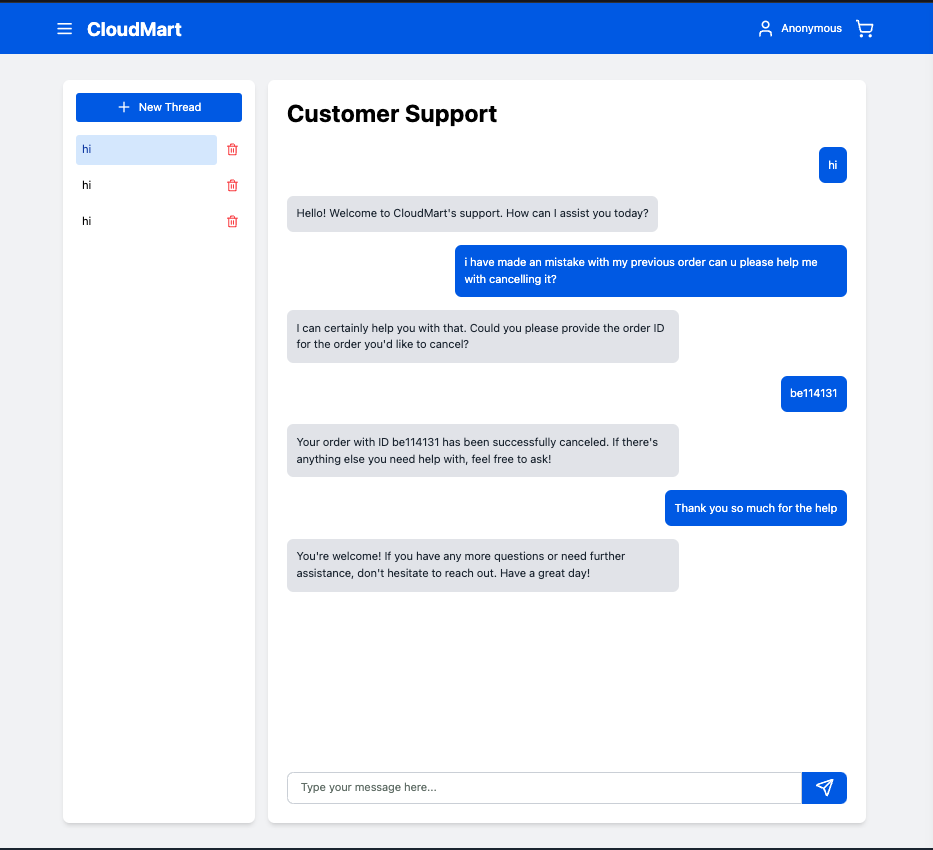 CloudMart
Anonymous
New Thread
hi
hi
hi
Customer Support
hi
Hello! Welcome to CloudMart's support. How can I assist you today?
i have made an mistake with my previous order can u please help me
with cancelling it?
I can certainly help you with that. Could you please provide the order ID
for the order you'd like to cancel?
be114131
Your order with ID be114131 has been successfully canceled. If there's
anything else you need help with, feel free to ask!
Thank you so much for the help
You're welcome! If you have any more questions or need further
assistance, don't hesitate to reach out. Have a great day!
Type your message here...